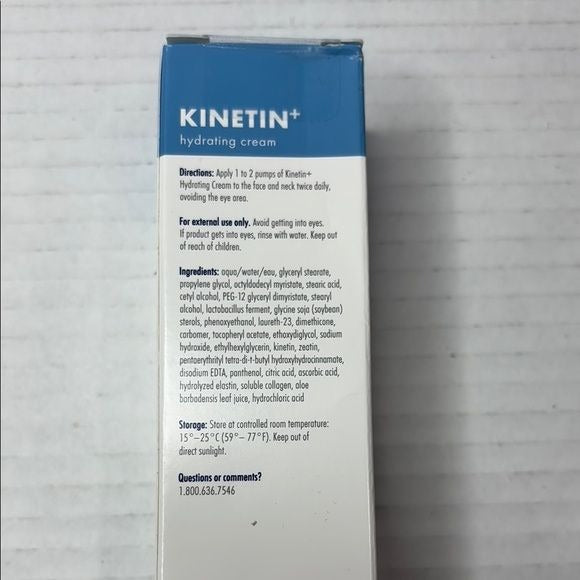 KINETIN+
hydrating cream
Directions: Apply 1 to 2 pumps of Kinetin+
Hydrating Cream to the face and neck twice daily,
avoiding the eye area.
For external use only. Avoid getting into eyes.
If product gets into eyes, rinse with water. Keep out
of reach of children.
Ingredients: aqua/water/eau, glyceryl stearate,
propylene glycol, octyldodecyl myristate, stearic acid,
cetyl alcohol, PEG-12 glyceryl dimyristate, stearyl
alcohol, lactobacillus ferment, glycine soja (soybean)
sterols, phenoxyethanol, laureth-23, dimethicone,
carbomer, tocopheryl acetate, ethoxydiglycol, sodium
hydroxide, ethylhexylglycerin, kinetin, zeatin,
pentaerythrityl tetra-di-t-butyl hydroxyhydrocinnamate,
disodium EDTA, panthenol, citric acid, ascorbic acid,
hydrolyzed elastin, soluble collagen, aloe
barbadensis leaf juice, hydrochloric acid
Storage: Store at controlled room temperature:
15°–25°C (59°– 77°F). Keep out of
direct sunlight.
Questions or comments?
1.800.636.7546